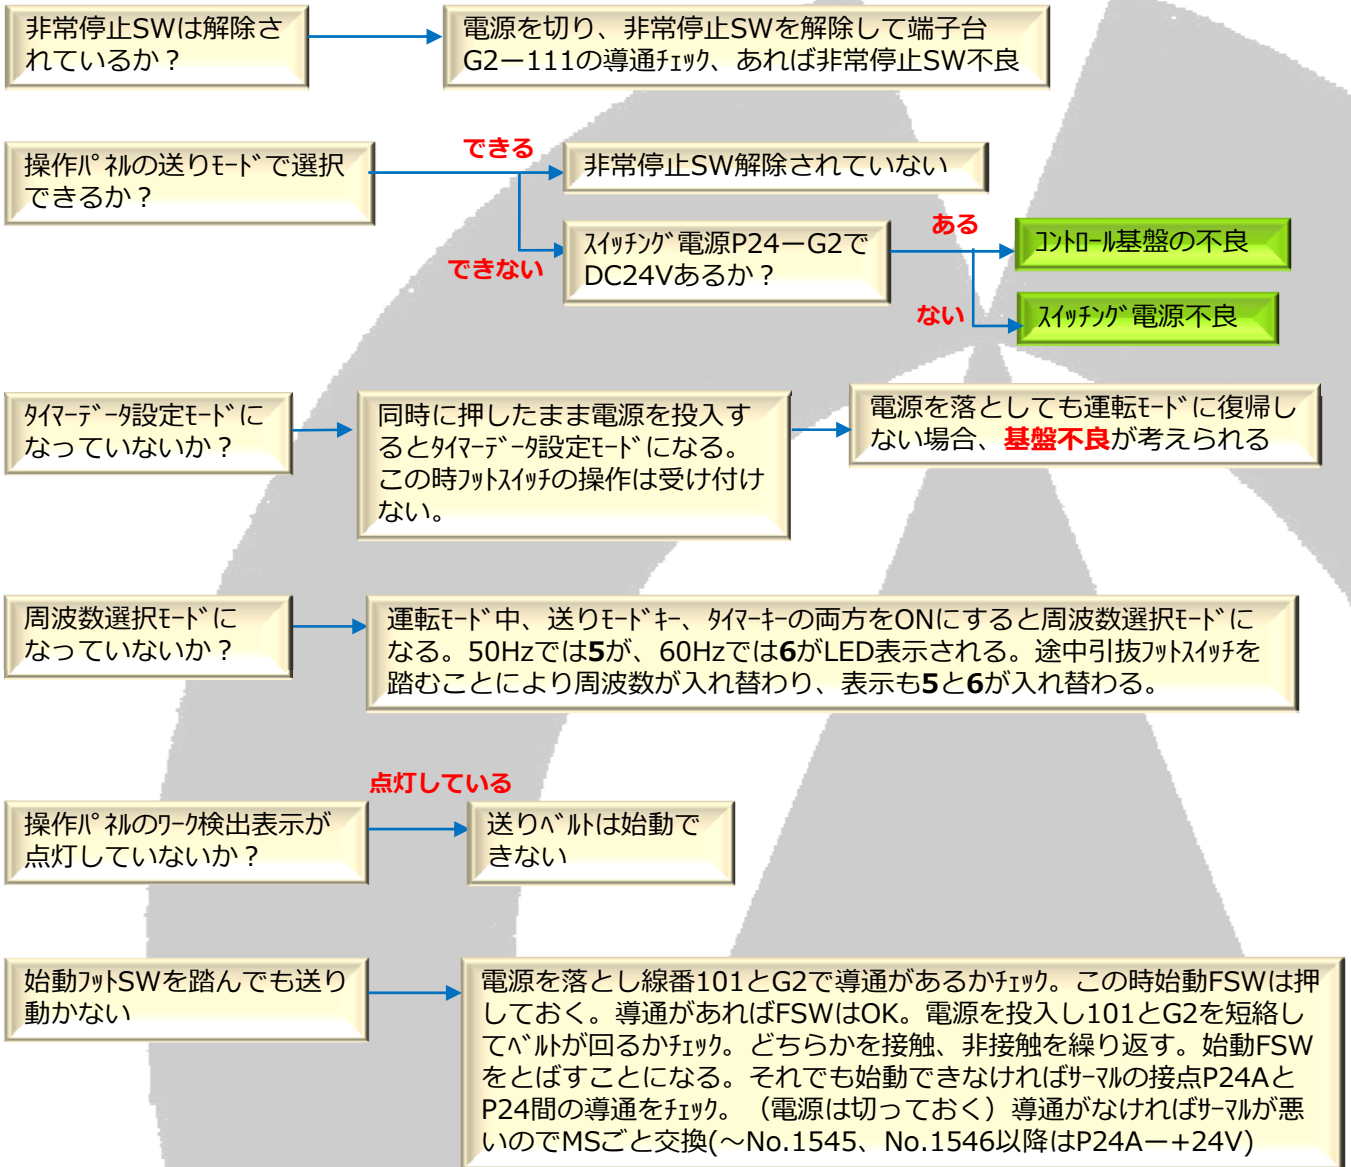 非常停止SWは解除さ
れているか？
電源を切り、非常停止SWを解除して端子台
G2ー111の導通ﾁｪｯｸ、あれば非常停止SW不良
操作ﾊﾟﾈﾙの送りﾓｰﾄﾞで選択
できるか？
できる
非常停止SW解除されていない
できない
ｽｲｯﾁﾝｸﾞ電源P24ーG2で
DC24Vあるか？
ある
ｺﾝﾄﾛｰﾙ基盤の不良
ない
ｽｲｯﾁﾝｸﾞ電源不良
ﾀｲﾏｰﾃﾞｰﾀ設定ﾓｰﾄﾞに
なっていないか？
同時に押したまま電源を投入す
るとﾀｲﾏｰﾃﾞｰﾀ設定ﾓｰﾄﾞになる。
この時ﾌｯﾄｽｲｯﾁの操作は受け付け
ない。
電源を落としても運転ﾓｰﾄﾞに復帰し
ない場合、基盤不良が考えられる
周波数選択ﾓｰﾄﾞに
なっていないか？
運転ﾓｰﾄﾞ中、送りﾓｰﾄﾞｷｰ、ﾀｲﾏｰｷｰの両方をONにすると周波数選択ﾓｰﾄﾞに
なる。50Hzでは5が、60Hzでは6がLED表示される。途中引抜ﾌｯﾄｽｲｯﾁを
踏むことにより周波数が入れ替わり、表示も5と6が入れ替わる。
点灯している
操作ﾊﾟﾈﾙのﾜｰｸ検出表示が
点灯していないか？
送りﾍﾞﾙﾄは始動で
きない
始動ﾌｯﾄSWを踏んでも送り
動かない
電源を落とし線番101とG2で導通があるかﾁｪｯｸ。この時始動FSWは押
しておく。導通があればFSWはOK。電源を投入し101とG2を短絡し
てﾍﾞﾙﾄが回るかﾁｪｯｸ。どちらかを接触、非接触を繰り返す。始動FSW
をとばすことになる。それでも始動できなければｻｰﾏﾙの接点P24Aと
P24間の導通をﾁｪｯｸ。（電源は切っておく）導通がなければｻｰﾏﾙが悪
いのでMSごと交換(～No.1545、No.1546以降はP24Aー+24V)